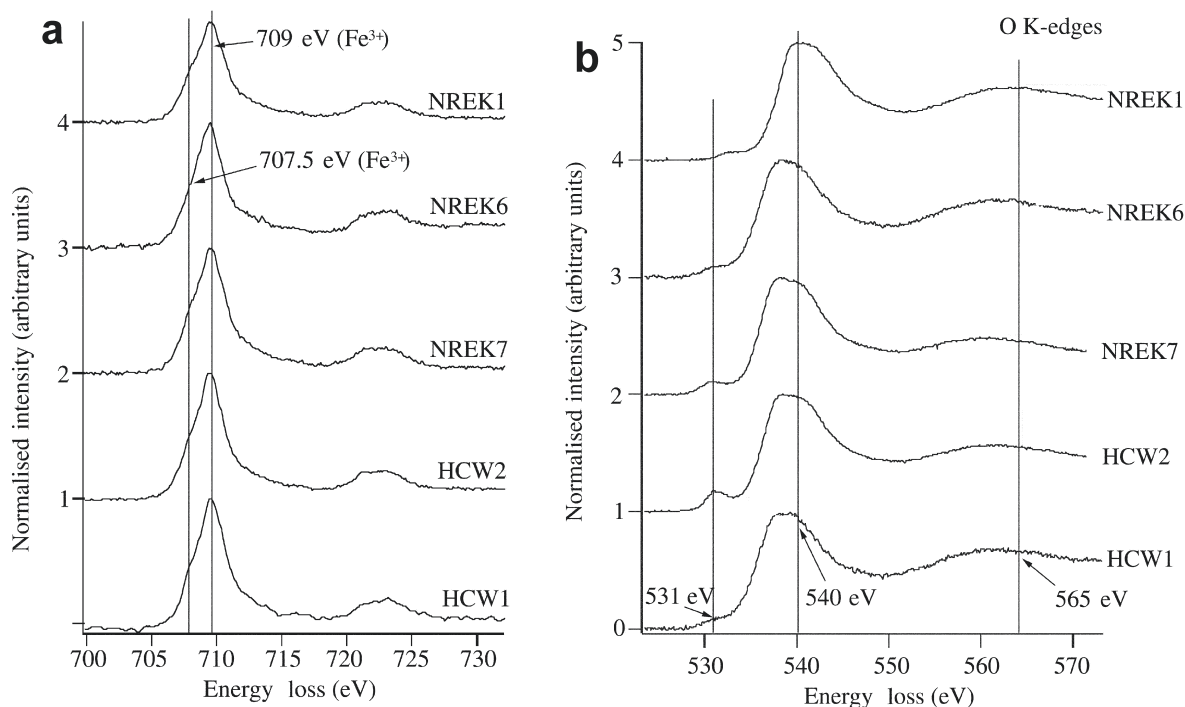 a
709 eV (Fe³⁺)
NREK1
4
707.5 eV (Fe³⁺)
NREK6
3
NREK7
2
HCW2
1
HCW1
Normalised intensity (arbitrary units)
700 705 710 715 720 725 730
Energy loss (eV)
b
O K-edges
5
NREK1
4
NREK6
3
NREK7
2
HCW2
1
HCW1
531 eV
540 eV
565 eV
0
Normalised intensity (arbitrary units)
530 540 550 560 570
Energy loss (eV)